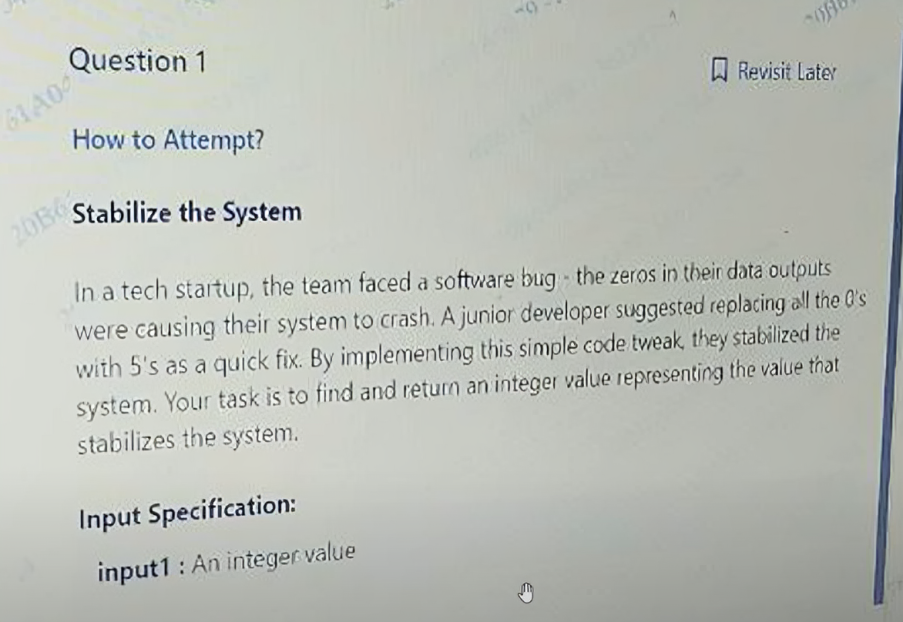 Question 1
Revisit Later
How to Attempt?
Stabilize the System
In a tech startup, the team faced a software bug - the zeros in their data outputs
were causing their system to crash. A junior developer suggested replacing all the 0's
with 5's as a quick fix. By implementing this simple code tweak, they stabilized the
system. Your task is to find and return an integer value representing the value that
stabilizes the system.
Input Specification:
input1 : An integer value